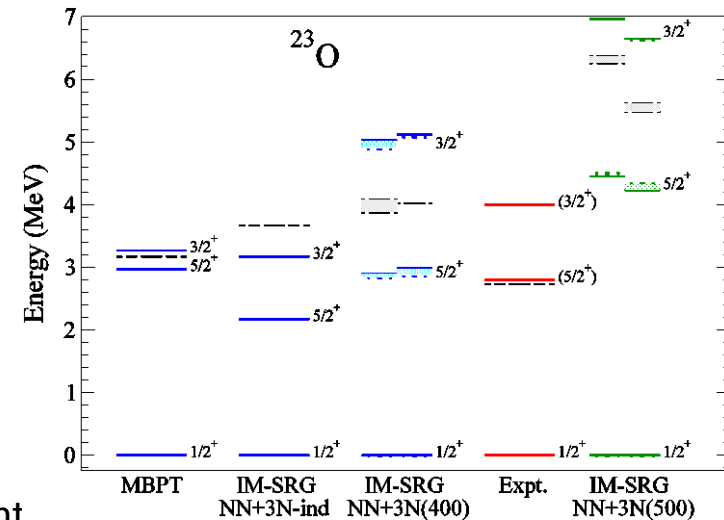 7
6
5
4
3
2
1
0
Energy (MeV)
23O
3/2+
5/2+
1/2+
3/2+
5/2+
1/2+
3/2+
5/2+
1/2+
(3/2+)
(5/2+)
1/2+
3/2+
5/2+
1/2+
MBPT
IM-SRG
NN+3N-ind
IM-SRG
NN+3N(400)
Expt.
IM-SRG
NN+3N(500)